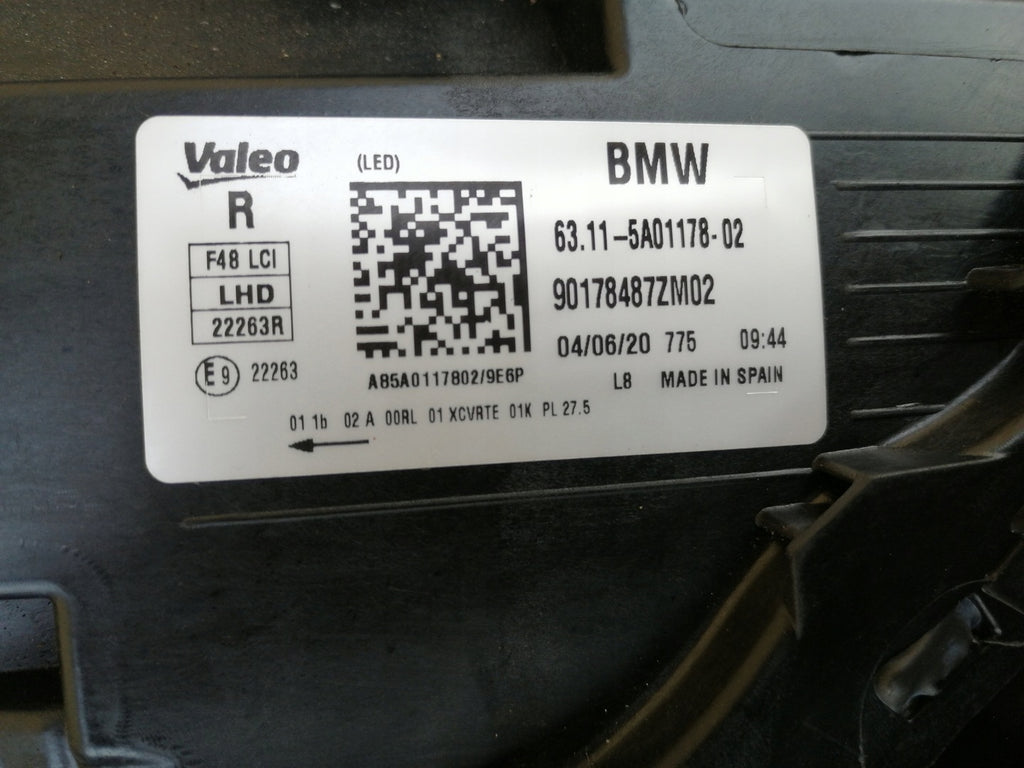 Valeo
R
F48 LCI
LHD
22263R
E 9 22263
(LED)
A85A0117802/9E6P
BMW
63.11-5A01178-02
90178487ZM02
04/06/20 775 09:44
L8 MADE IN SPAIN
01 1b 02 A 00RL 01 XCVRTE 01K PL 27.5